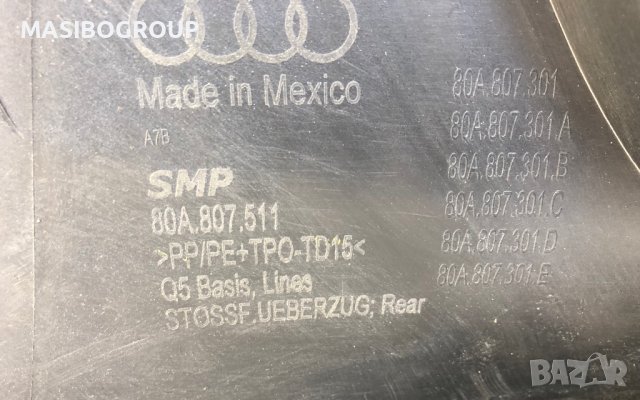 MASIBOGROUP
Made in Mexico
A7B
SMP
80A.807.511
>PP/PE+TPO-TD15<
Q5 Basis, Lines
STOSSF.UEBERZUG; Rear
80A.807.301
80A.807.301.A
80A.807.301.B
80A.807.301.C
80A.807.301.D
80A.807.301.E
BAZAR